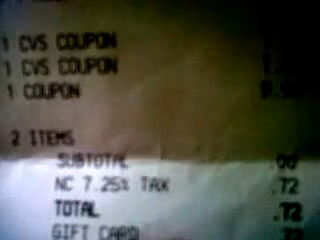 1 CVS COUPON
1 CVS COUPON
1 COUPON
2 ITEMS
SUBTOTAL .00
NC 7.25% TAX .72
TOTAL .72
GIFT CARD .72